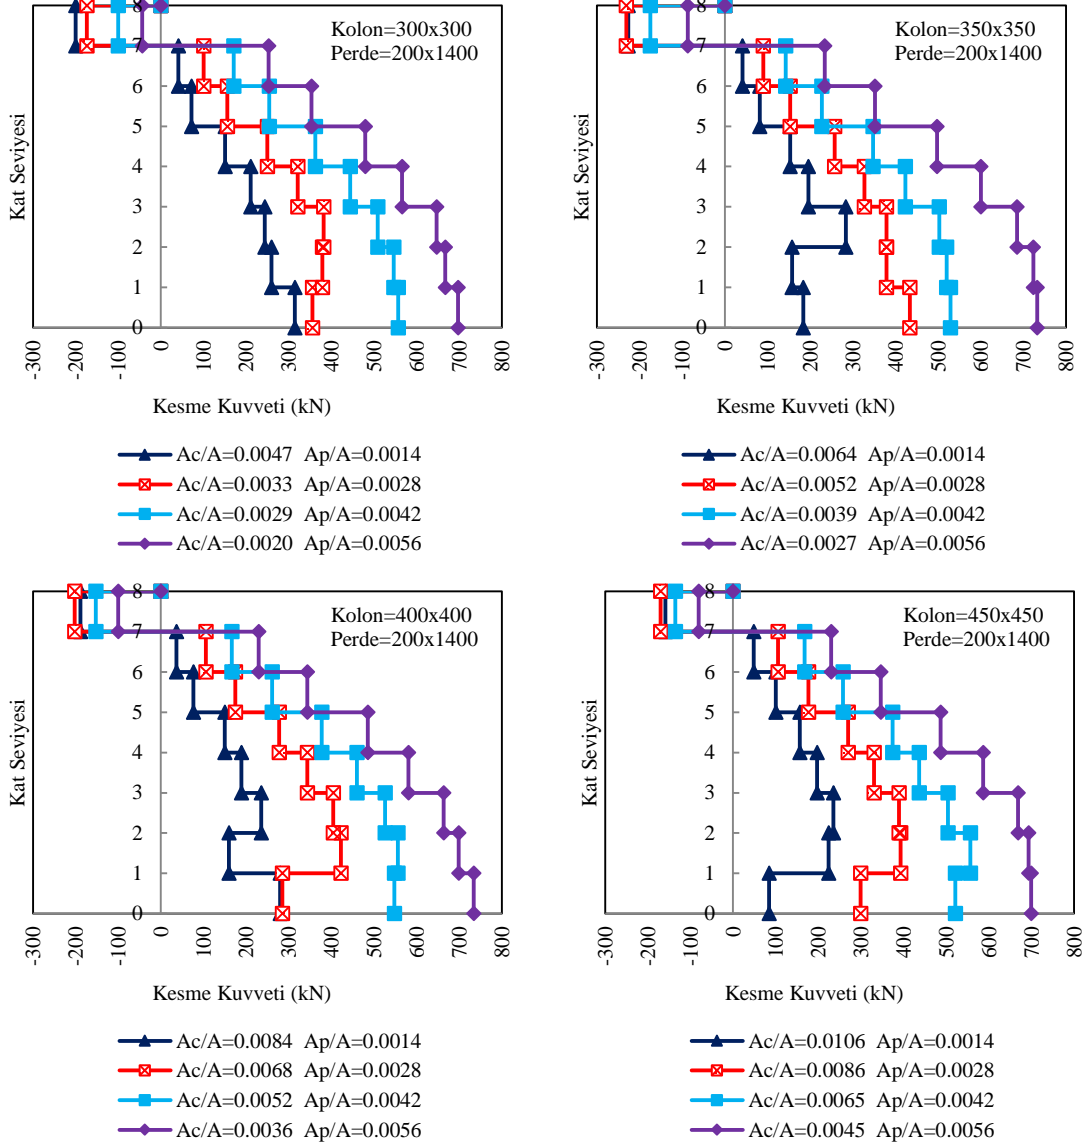 Kolon=300x300
Perde=200x1400
Kat Seviyesi
8
7
6
5
4
3
2
1
0
-300 -200 -100 0 100 200 300 400 500 600 700 800
Kesme Kuvveti (kN)
Ac/A=0.0047 Ap/A=0.0014
Ac/A=0.0033 Ap/A=0.0028
Ac/A=0.0029 Ap/A=0.0042
Ac/A=0.0020 Ap/A=0.0056
Kolon=350x350
Perde=200x1400
Kat Seviyesi
8
7
6
5
4
3
2
1
0
-300 -200 -100 0 100 200 300 400 500 600 700 800
Kesme Kuvveti (kN)
Ac/A=0.0064 Ap/A=0.0014
Ac/A=0.0052 Ap/A=0.0028
Ac/A=0.0039 Ap/A=0.0042
Ac/A=0.0027 Ap/A=0.0056
Kolon=400x400
Perde=200x1400
Kat Seviyesi
8
7
6
5
4
3
2
1
0
-300 -200 -100 0 100 200 300 400 500 600 700 800
Kesme Kuvveti (kN)
Ac/A=0.0084 Ap/A=0.0014
Ac/A=0.0068 Ap/A=0.0028
Ac/A=0.0052 Ap/A=0.0042
Ac/A=0.0036 Ap/A=0.0056
Kolon=450x450
Perde=200x1400
Kat Seviyesi
8
7
6
5
4
3
2
1
0
-300 -200 -100 0 100 200 300 400 500 600 700 800
Kesme Kuvveti (kN)
Ac/A=0.0106 Ap/A=0.0014
Ac/A=0.0086 Ap/A=0.0028
Ac/A=0.0065 Ap/A=0.0042
Ac/A=0.0045 Ap/A=0.0056